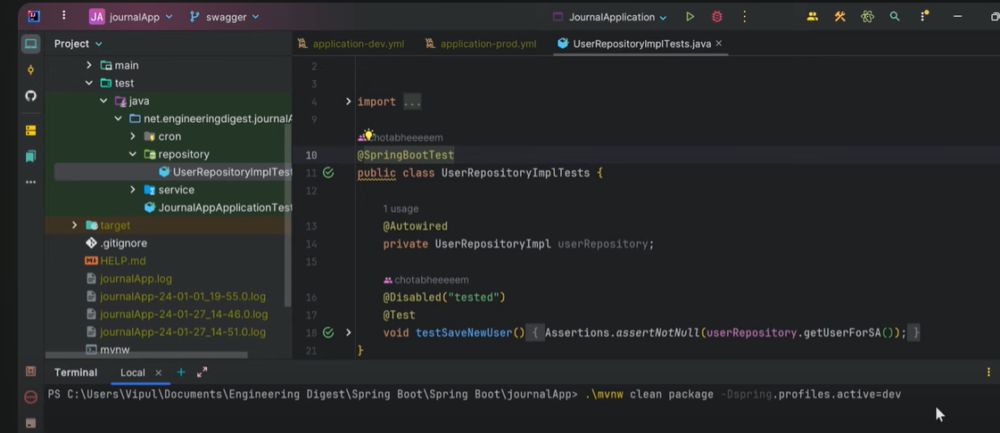 JA journalApp
swagger
JournalApplication
Project
application-dev.yml
application-prod.yml
UserRepositoryImplTests.java
main
test
java
net.engineeringdigest.journalA
cron
repository
UserRepositoryImplTest
service
JournalAppApplicationTest
target
.gitignore
HELP.md
journalApp.log
journalApp-24-01-01_19-55.0.log
journalApp-24-01-27_14-46.0.log
journalApp-24-01-27_14-51.0.log
mvnw
2
3
4 import ...
9
chotabheeeeem
10 @SpringBootTest
11 public class UserRepositoryImplTests {
12
1 usage
13 @Autowired
14 private UserRepositoryImpl userRepository;
15
chotabheeeeem
16 @Disabled("tested")
17 @Test
18 void testSaveNewUser() { Assertions.assertNotNull(userRepository.getUserForSA()); }
21 }
Terminal
Local
PS C:\Users\Vipul\Documents\Engineering Digest\Spring Boot\Spring Boot\journalApp> .\mvnw clean package -Dspring.profiles.active=dev